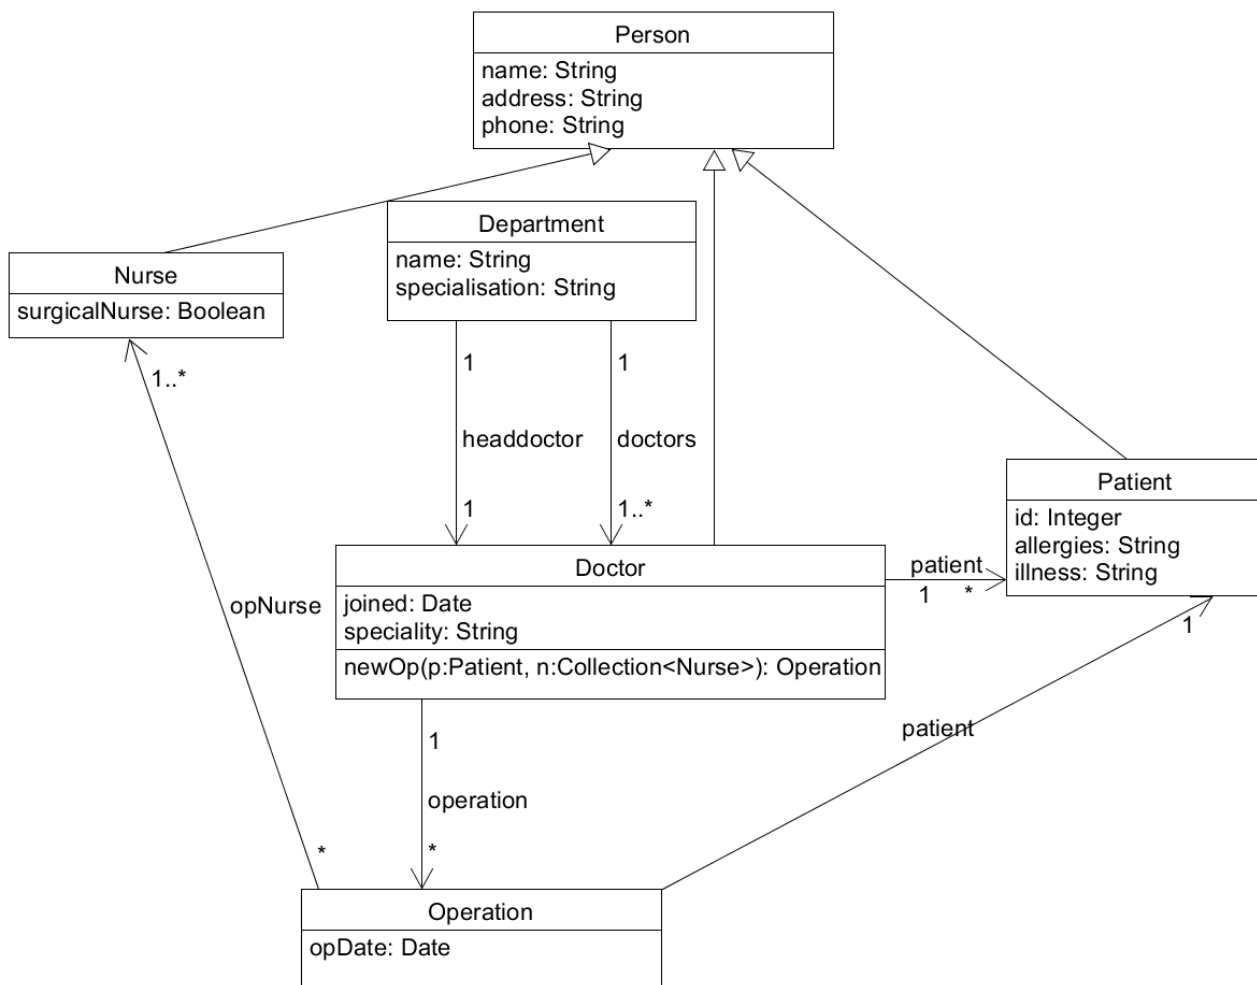 Person
name: String
address: String
phone: String
Department
name: String
specialisation: String
Nurse
surgicalNurse: Boolean
1..*
1
1
headdoctor
doctors
1
1..*
Patient
id: Integer
allergies: String
illness: String
Doctor
joined: Date
speciality: String
newOp(p:Patient, n:Collection<Nurse>): Operation
patient
1
*
opNurse
1
patient
1
operation
*
*
Operation
opDate: Date